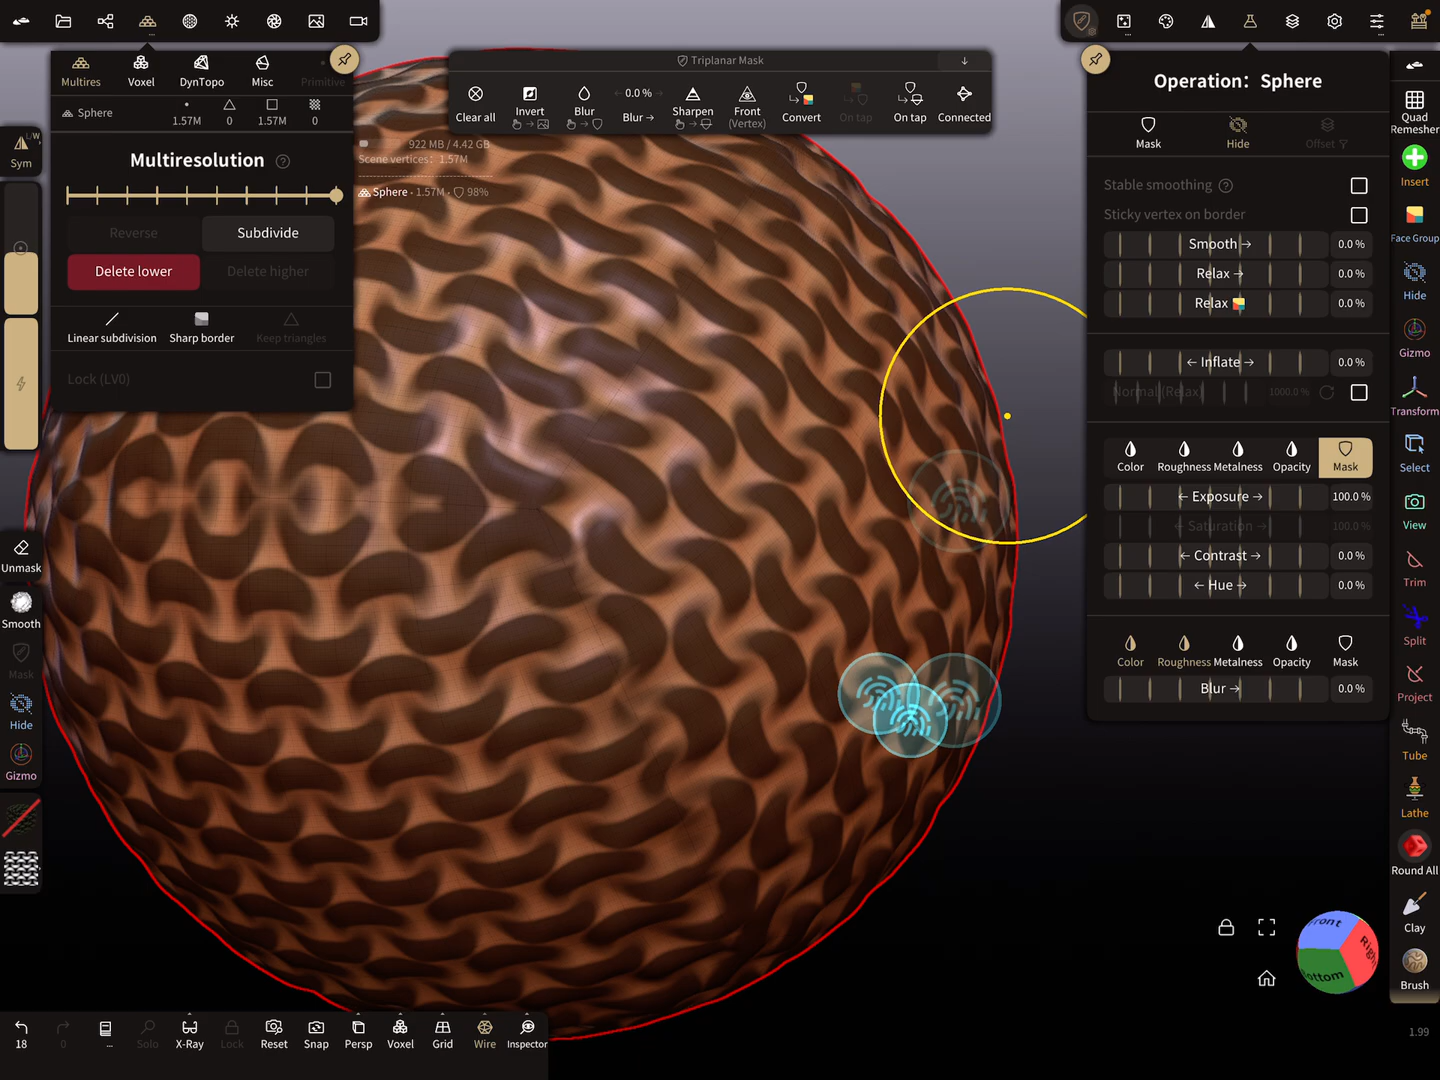 Multires
Voxel
DynTopo
Misc
Primitive
Sphere
1.57M
0
1.57M
0
Multiresolution ?
Reverse
Subdivide
Delete lower
Delete higher
Linear subdivision
Sharp border
Keep triangles
Lock (LV0)
L/W
Sym
Unmask
Smooth
Mask
Hide
Gizmo
Triplanar Mask
Clear all
Invert
Blur
← 0.0 % →
Blur →
Sharpen
Front
(Vertex)
Convert
On tap
On tap
Connected
922 MB / 4.42 GB
Scene vertices: 1.57M
Sphere • 1.57M • 98%
Operation: Sphere
Mask
Hide
Offset
Stable smoothing ?
Sticky vertex on border
Smooth → 0.0 %
Relax → 0.0 %
Relax 0.0 %
← Inflate → 0.0 %
Normal (Relax) 1000.0 %
Color
Roughness
Metalness
Opacity
Mask
← Exposure → 100.0 %
← Saturation → 100.0 %
← Contrast → 0.0 %
← Hue → 0.0 %
Color
Roughness
Metalness
Opacity
Mask
Blur → 0.0 %
Quad
Remesher
Insert
Face Group
Hide
Gizmo
Transform
Select
View
Trim
Split
Project
Tube
Lathe
Round All
Clay
Brush
1.99
Front
Right
Bottom
18
0
...
Solo
X-Ray
Lock
Reset
Snap
Persp
Voxel
Grid
Wire
Inspector